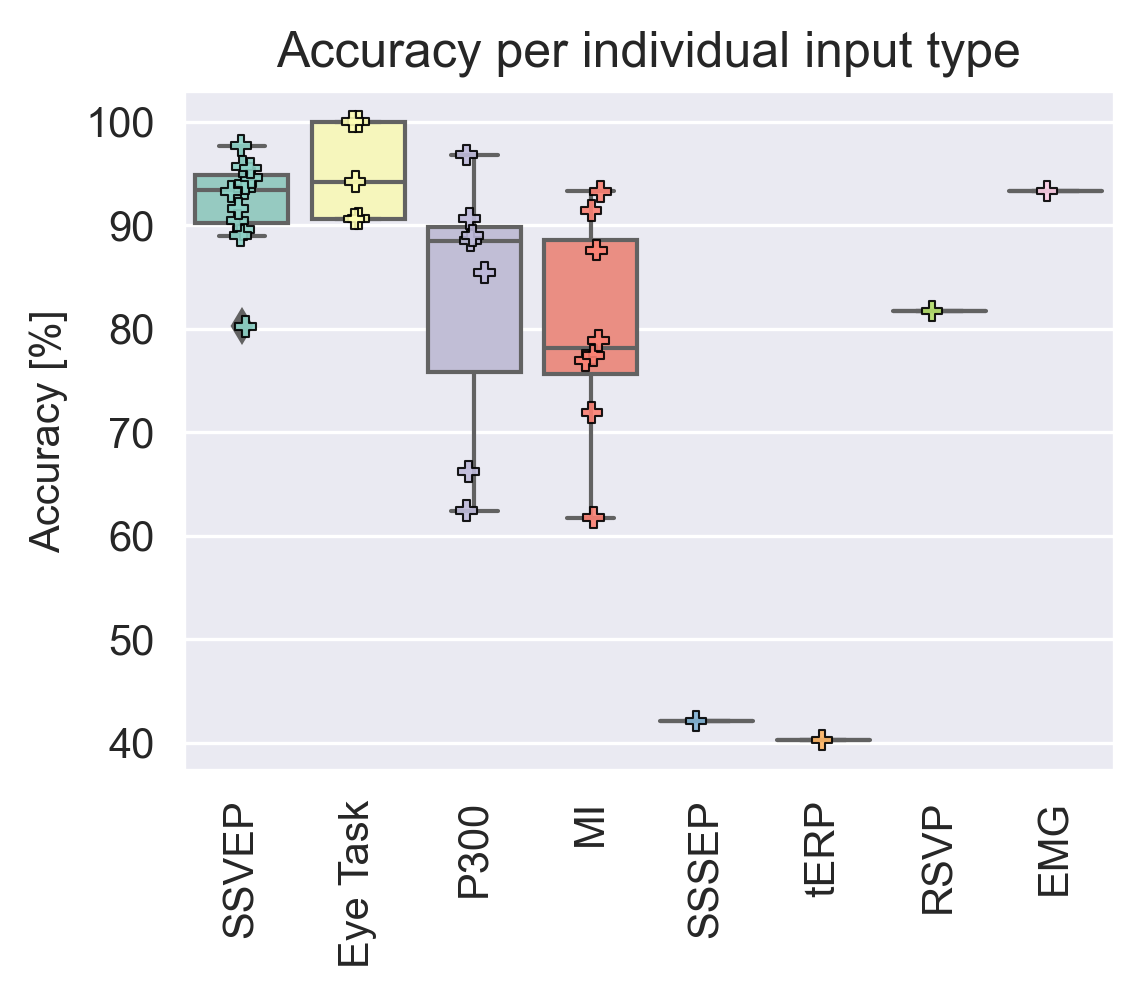 Accuracy per individual input type
Accuracy [%]
100
90
80
70
60
50
40
SSVEP
Eye Task
P300
MI
SSSEP
tERP
RSVP
EMG